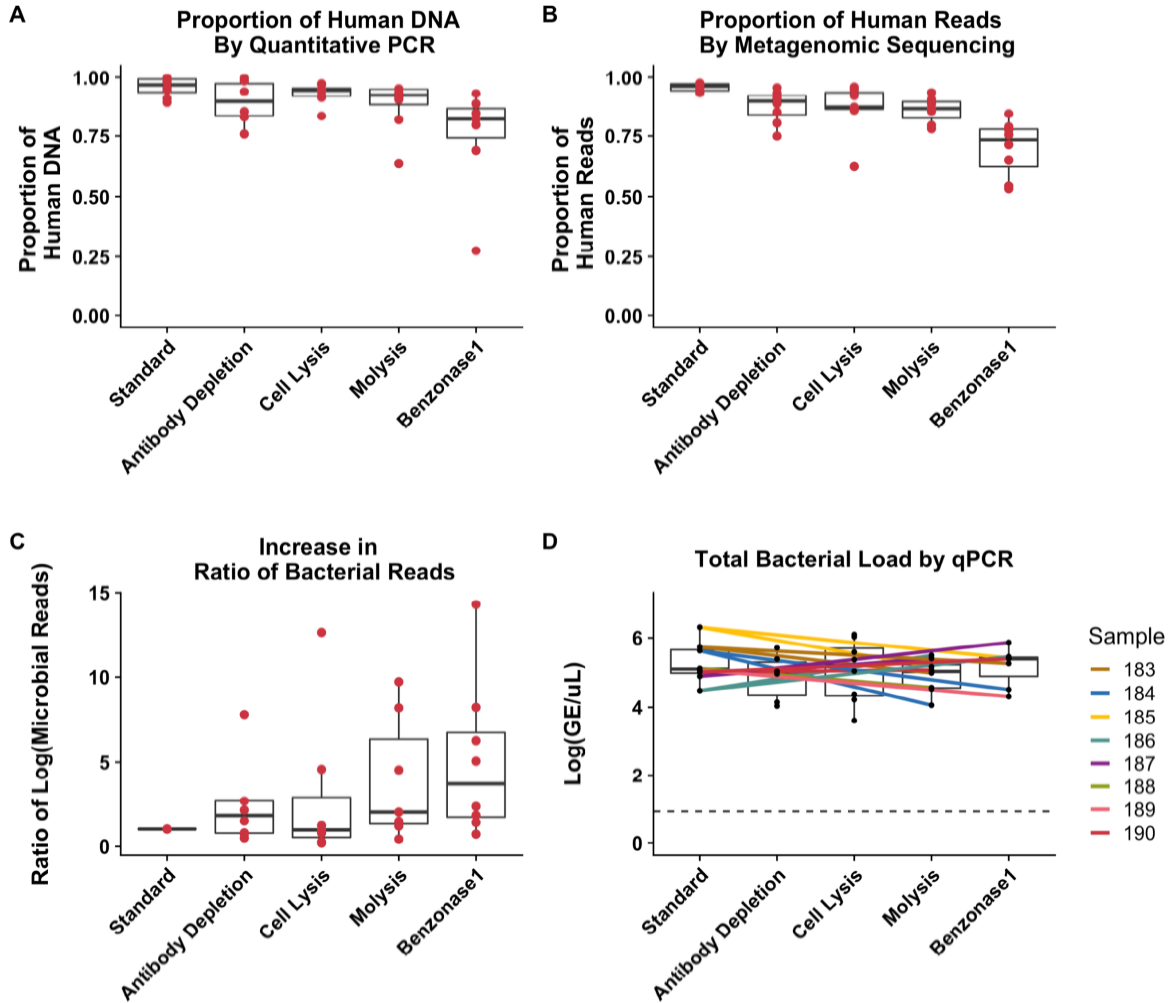 A
Proportion of Human DNA
By Quantitative PCR
Proportion of
Human DNA
1.00
0.75
0.50
0.25
0.00
Standard
Antibody Depletion
Cell Lysis
Molysis
Benzonase1
B
Proportion of Human Reads
By Metagenomic Sequencing
Proportion of
Human Reads
1.00
0.75
0.50
0.25
0.00
Standard
Antibody Depletion
Cell Lysis
Molysis
Benzonase1
C
Increase in
Ratio of Bacterial Reads
Ratio of Log(Microbial Reads)
15
10
5
0
Standard
Antibody Depletion
Cell Lysis
Molysis
Benzonase1
D
Total Bacterial Load by qPCR
Log(GE/uL)
6
4
2
0
Standard
Antibody Depletion
Cell Lysis
Molysis
Benzonase1
Sample
183
184
185
186
187
188
189
190